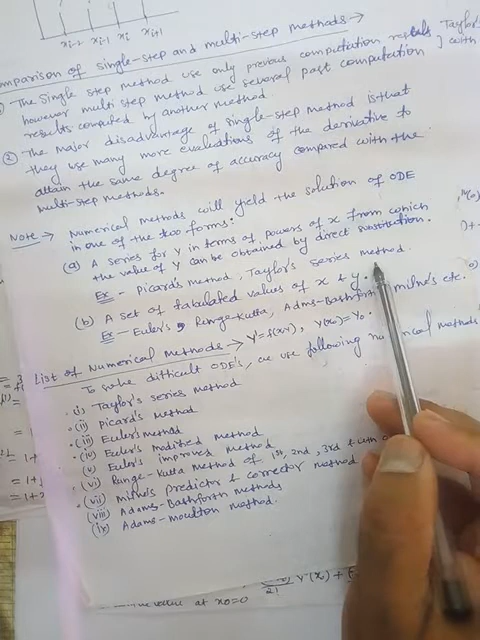 xi-2 xi-1 xi xi+1
omparison of single-step and multi-step methods →
The Single step method use only previous computation results Taylor's
however multi step method use several past computation ] with
results computed by another method.
② The major disadvantage of single-step method is that
they use many more evaluations of the derivative to
attain the same degree of accuracy compared with the
multi-step methods.
Note → Numerical methods will yield the solution of ODE
in one of the two forms:
(a) A series for y in terms of powers of x from which
the value of y can be obtained by direct substitution.
Ex - Picard's method, Taylor's series method.
(b) A set of tabulated values of x & y.
Ex - Euler's, Range-Kutta, Adms-Bashforth, milne's etc.
List of Numerical Methods → y'=f(x,y), y(x0)=y0.
To solve difficult ODE's, we use following numerical methods
(i) Taylor's series method
(ii) Picard's Method
(iii) Euler's method
(iv) Euler's modified method
(v) Euler's improved method
(vi) Runge-Kutta method of 1st, 2nd, 3rd &
(vii) Milne's predictor & corrector method
(viii) Adams-Bashforth methods
(ix) Adams-moulton method.
value at x0=0